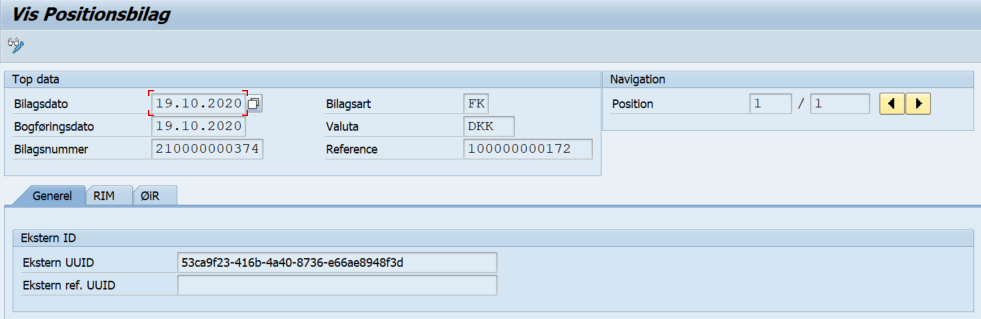 Vis Positionsbilag
Top data
Bilagsdato 19.10.2020 Bilagsart FK
Bogføringsdato 19.10.2020 Valuta DKK
Bilagsnummer 210000000374 Reference 100000000172
Navigation
Position 1 / 1
Generel RIM ØiR
Ekstern ID
Ekstern UUID 53ca9f23-416b-4a40-8736-e66ae8948f3d
Ekstern ref. UUID